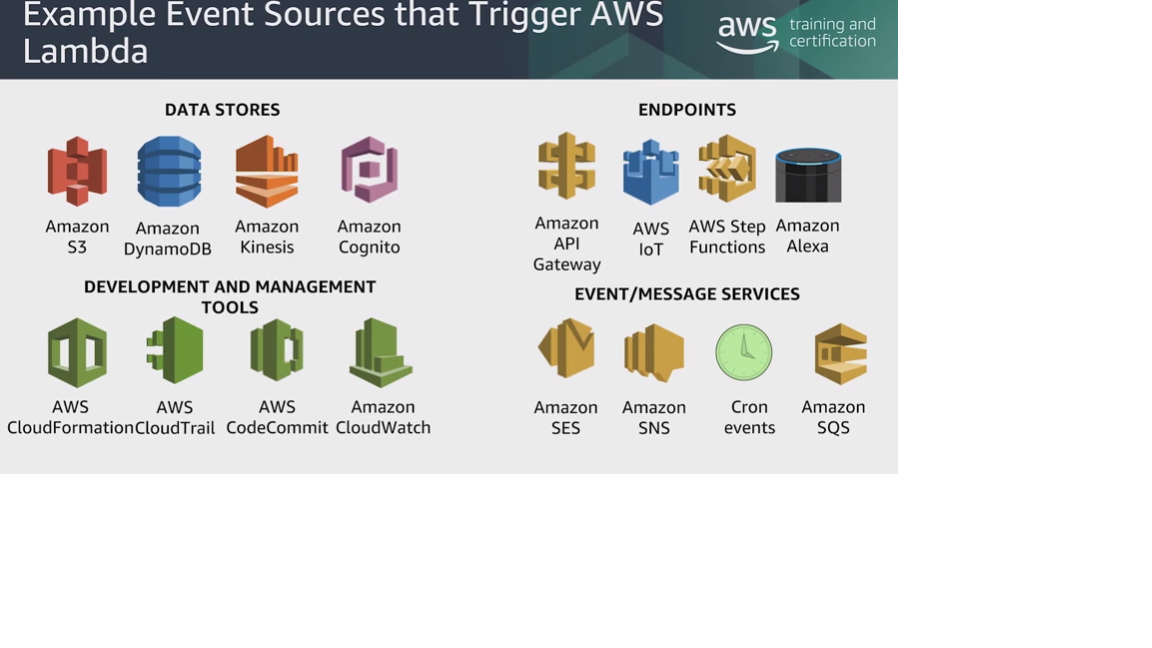 Example Event Sources that Trigger AWS
Lambda
aws
training and
certification
DATA STORES
Amazon
S3
Amazon
DynamoDB
Amazon
Kinesis
Amazon
Cognito
ENDPOINTS
Amazon
API
Gateway
AWS
IoT
AWS Step
Functions
Amazon
Alexa
DEVELOPMENT AND MANAGEMENT
TOOLS
AWS
CloudFormation
AWS
CloudTrail
AWS
CodeCommit
Amazon
CloudWatch
EVENT/MESSAGE SERVICES
Amazon
SES
Amazon
SNS
Cron
events
Amazon
SQS